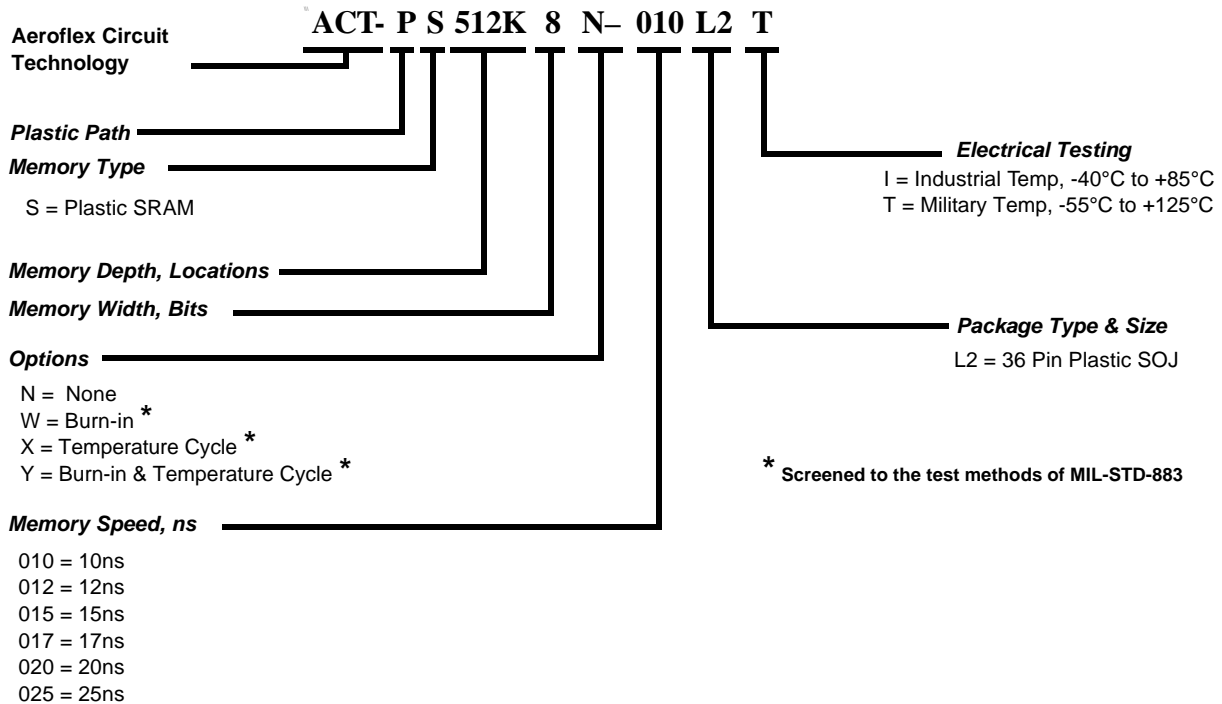 ACT- P S 512K 8 N– 010 L2 T
Aeroflex Circuit
Technology
Plastic Path
Memory Type
S = Plastic SRAM
Memory Depth, Locations
Memory Width, Bits
Options
N = None
W = Burn-in *
X = Temperature Cycle *
Y = Burn-in & Temperature Cycle *
Memory Speed, ns
010 = 10ns
012 = 12ns
015 = 15ns
017 = 17ns
020 = 20ns
025 = 25ns
Electrical Testing
I = Industrial Temp, -40°C to +85°C
T = Military Temp, -55°C to +125°C
Package Type & Size
L2 = 36 Pin Plastic SOJ
* Screened to the test methods of MIL-STD-883